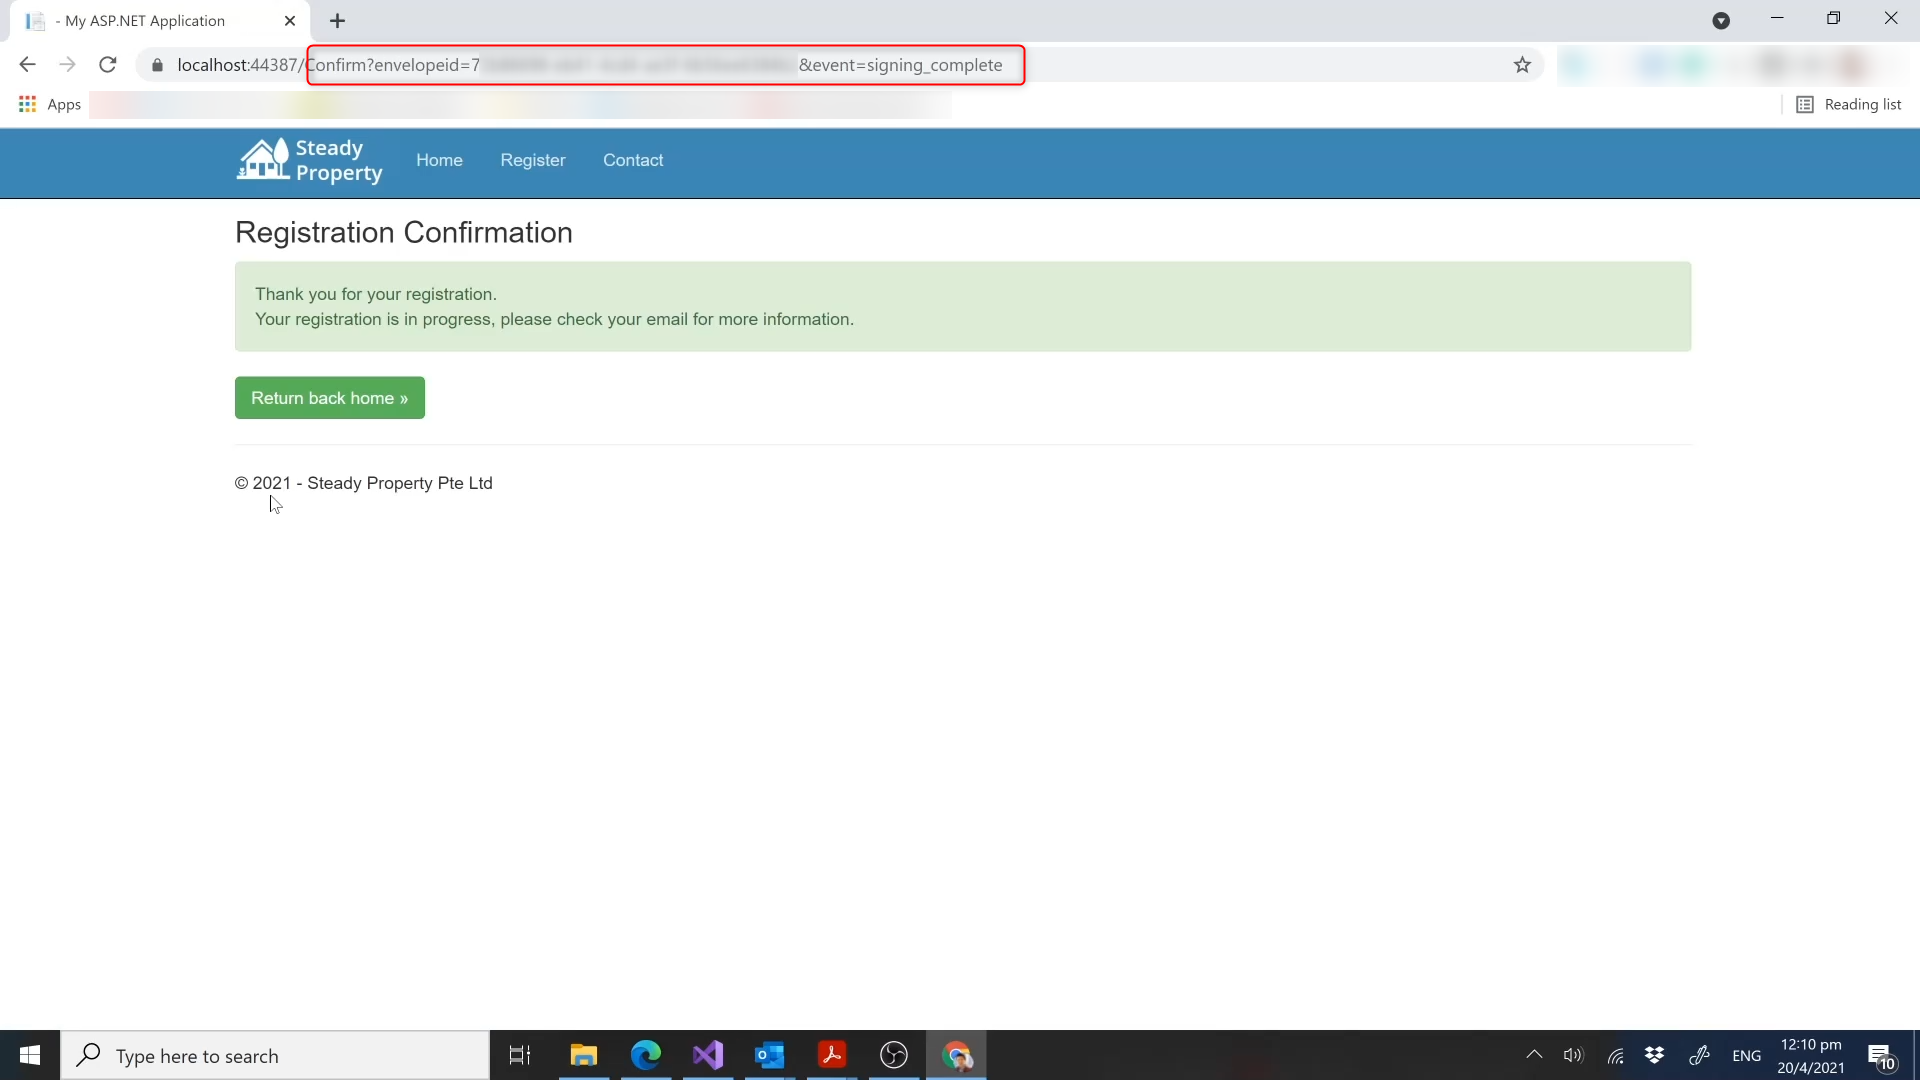 - My ASP.NET Application
localhost:44387/Confirm?envelopeid=7 &event=signing_complete
Apps
Reading list
Steady
Property
Home
Register
Contact
Registration Confirmation
Thank you for your registration.
Your registration is in progress, please check your email for more information.
Return back home »
© 2021 - Steady Property Pte Ltd
Type here to search
ENG
12:10 pm
20/4/2021
10